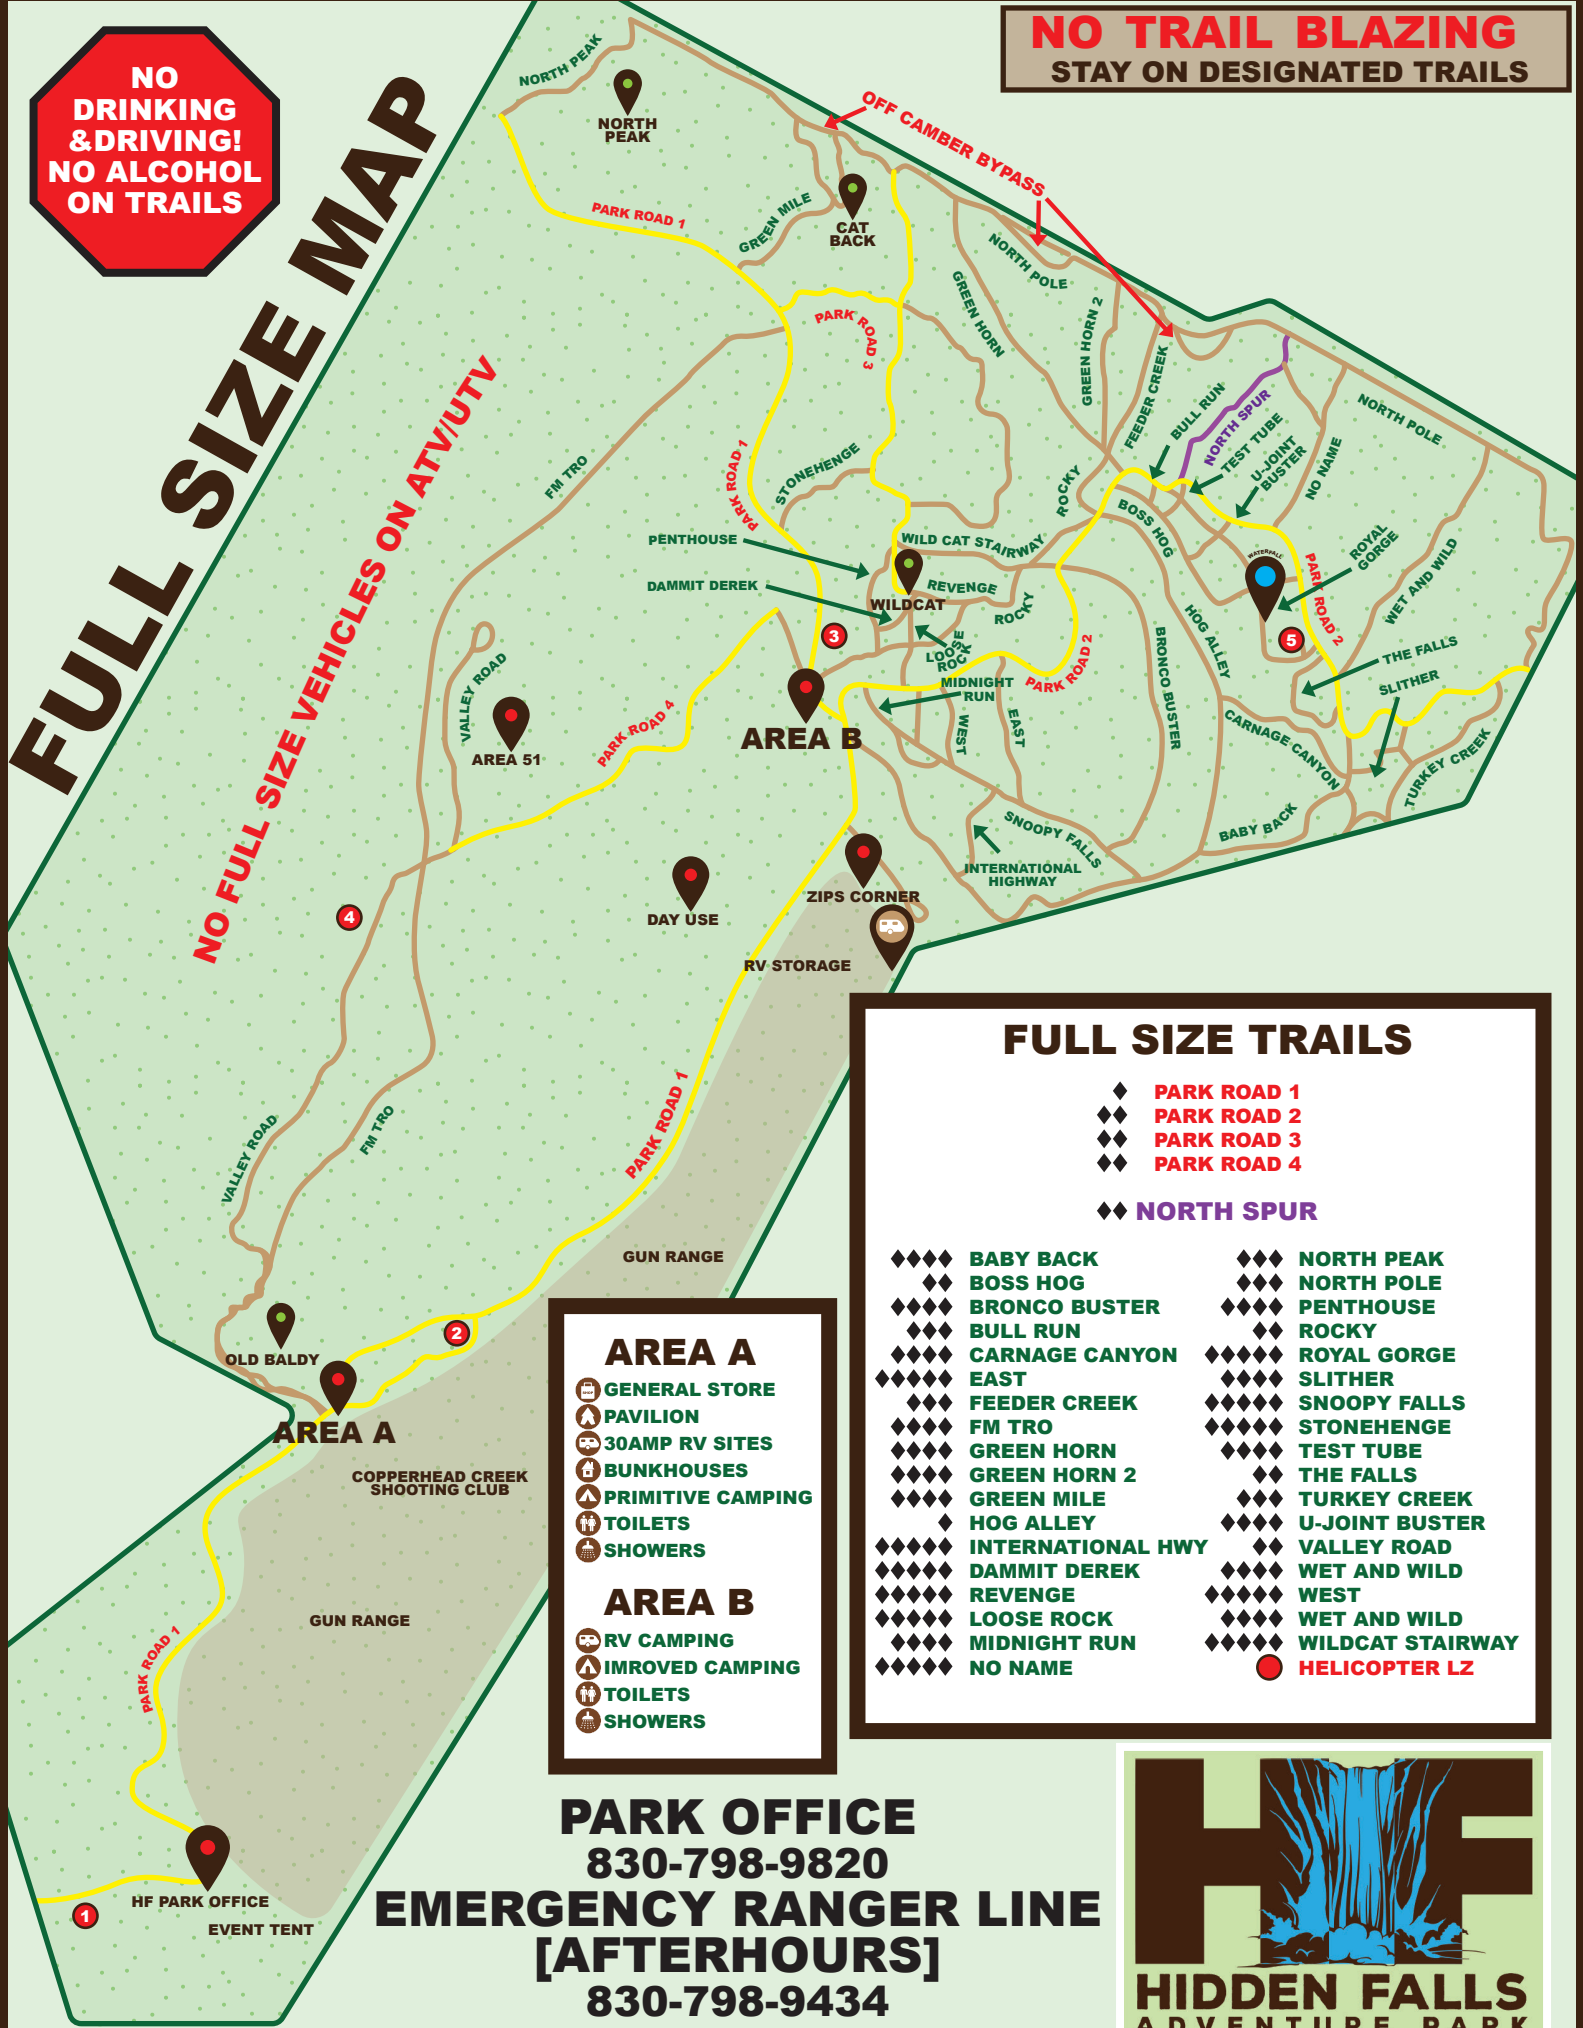 NO
DRINKING
&DRIVING!
NO ALCOHOL
ON TRAILS
FULL SIZE MAP
NO TRAIL BLAZING
STAY ON DESIGNATED TRAILS
NO FULL SIZE VEHICLES ON ATV/UTV
NORTH PEAK
NORTH
PEAK
OFF CAMBER BYPASS
PARK ROAD 1
GREEN MILE
CAT
BACK
NORTH POLE
GREEN HORN
GREEN HORN 2
PARK ROAD 3
FEEDER CREEK
BULL RUN
NORTH SPUR
TEST TUBE
U-JOINT
BUSTER
NO NAME
NORTH POLE
FM TRO
PARK ROAD 1
PARK
STONEHENGE
ROCKY
BOSS HOG
PENTHOUSE
WILD CAT STAIRWAY
DAMMIT DEREK
WILDCAT
REVENGE
ROCKY
WATERPALE
ROYAL
GORGE
PARK ROAD 2
WET AND WILD
3
LOOSE
ROCK
5
HOG ALLEY
BRONCO BUSTER
THE FALLS
SLITHER
MIDNIGHT
RUN
PARK ROAD 2
VALLEY ROAD
AREA 51
PARK ROAD 4
AREA B
WEST
EAST
CARNAGE CANYON
TURKEY CREEK
BABY BACK
SNOOPY FALLS
INTERNATIONAL
HIGHWAY
ZIPS CORNER
DAY USE
4
RV STORAGE
PARK ROAD 1
VALLEY ROAD
FM TRO
GUN RANGE
OLD BALDY
2
AREA A
COPPERHEAD CREEK
SHOOTING CLUB
GUN RANGE
PARK ROAD 1
HF PARK OFFICE
1
EVENT TENT
FULL SIZE TRAILS
PARK ROAD 1
PARK ROAD 2
PARK ROAD 3
PARK ROAD 4
NORTH SPUR
BABY BACK
BOSS HOG
BRONCO BUSTER
BULL RUN
CARNAGE CANYON
EAST
FEEDER CREEK
FM TRO
GREEN HORN
GREEN HORN 2
GREEN MILE
HOG ALLEY
INTERNATIONAL HWY
DAMMIT DEREK
REVENGE
LOOSE ROCK
MIDNIGHT RUN
NO NAME
NORTH PEAK
NORTH POLE
PENTHOUSE
ROCKY
ROYAL GORGE
SLITHER
SNOOPY FALLS
STONEHENGE
TEST TUBE
THE FALLS
TURKEY CREEK
U-JOINT BUSTER
VALLEY ROAD
WET AND WILD
WEST
WET AND WILD
WILDCAT STAIRWAY
HELICOPTER LZ
AREA A
GENERAL STORE
PAVILION
30AMP RV SITES
BUNKHOUSES
PRIMITIVE CAMPING
TOILETS
SHOWERS
AREA B
RV CAMPING
IMROVED CAMPING
TOILETS
SHOWERS
PARK OFFICE
830-798-9820
EMERGENCY RANGER LINE
[AFTERHOURS]
830-798-9434
HF
HIDDEN FALLS
ADVENTURE PARK